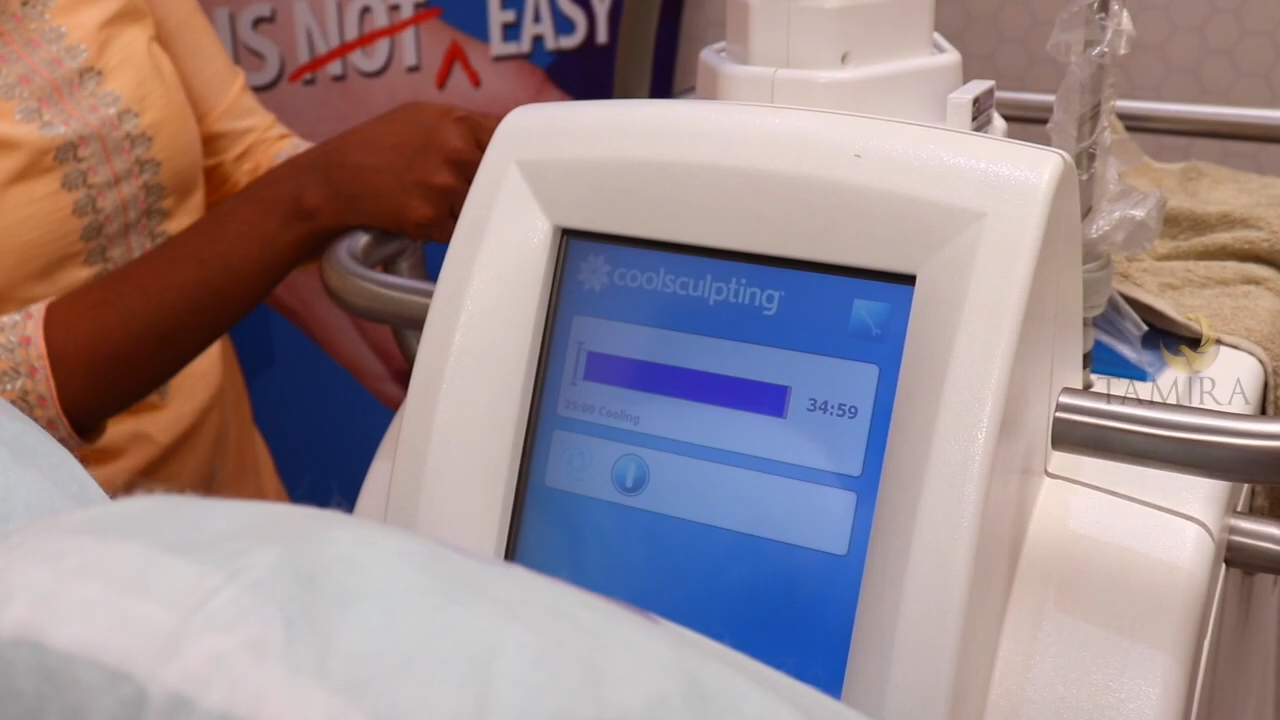 IS NOT EASY
coolsculpting
34:59
35:00 Cooling
TAMIRA